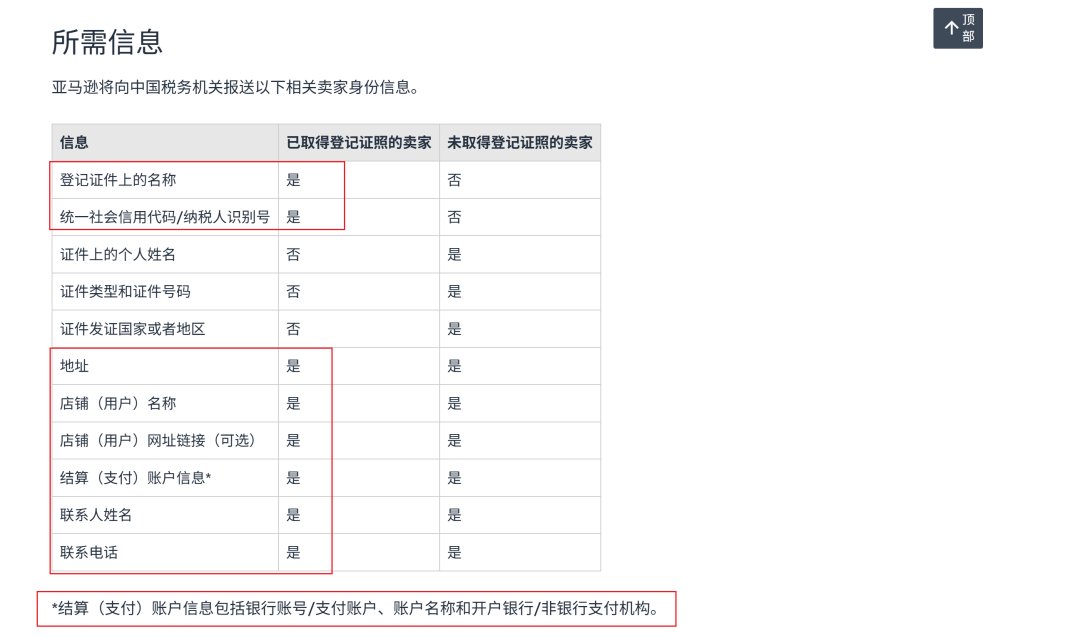 顶
部
所需信息
亚马逊将向中国税务机关报送以下相关卖家身份信息。
信息 已取得登记证照的卖家 未取得登记证照的卖家
登记证件上的名称 是 否
统一社会信用代码/纳税人识别号 是 否
证件上的个人姓名 否 是
证件类型和证件号码 否 是
证件发证国家或者地区 否 是
地址 是 是
店铺（用户）名称 是 是
店铺（用户）网址链接（可选） 是 是
结算（支付）账户信息* 是 是
联系人姓名 是 是
联系电话 是 是
*结算（支付）账户信息包括银行账号/支付账户、账户名称和开户银行/非银行支付机构。